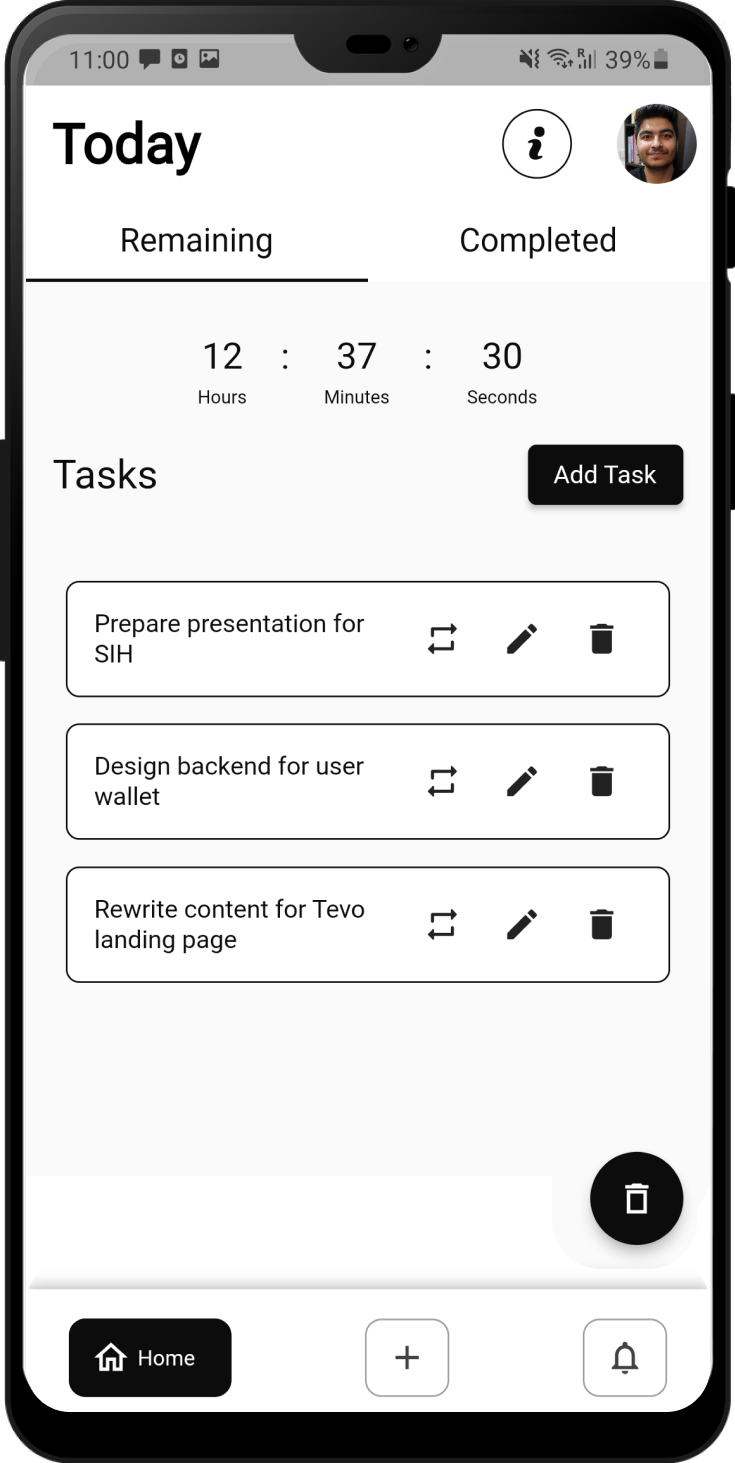 11:00 39%
Today
Remaining Completed
12 : 37 : 30
Hours Minutes Seconds
Tasks Add Task
Prepare presentation for
SIH
Design backend for user
wallet
Rewrite content for Tevo
landing page
Home